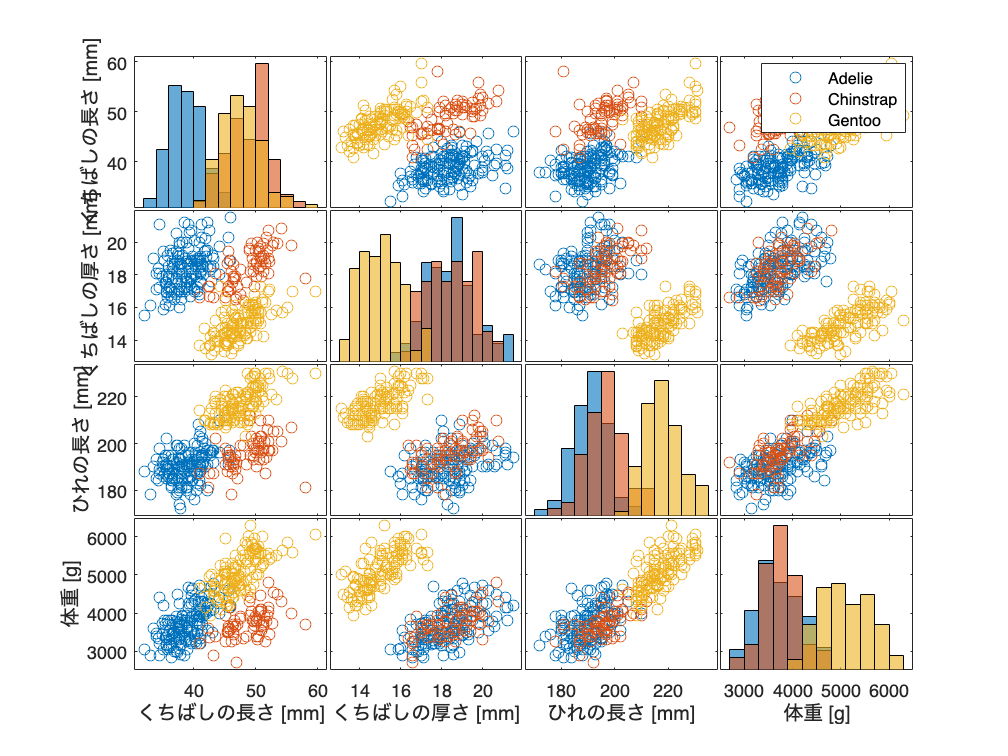 くちばしの長さ [mm]
60
50
40
Adelie
Chinstrap
Gentoo
くちばしの厚さ [mm]
20
18
16
14
ひれの長さ [mm]
220
200
180
体重 [g]
6000
5000
4000
3000
40 50 60 14 16 18 20 180 200 220 3000 4000 5000 6000
くちばしの長さ [mm] くちばしの厚さ [mm] ひれの長さ [mm] 体重 [g]